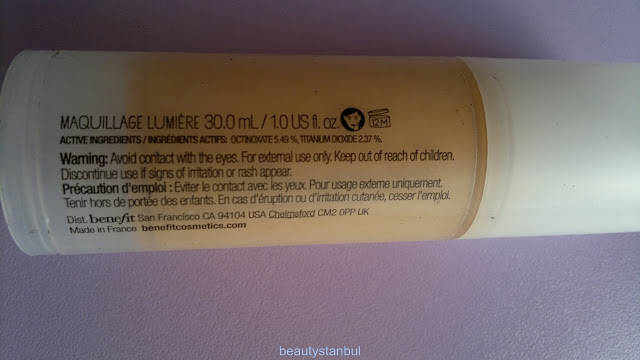 MAQUILLAGE LUMIÈRE 30.0 mL / 1.0 US fl. oz. 12M
ACTIVE INGREDIENTS / INGRÉDIENTS ACTIFS: OCTINOXATE 5.49 %, TITANIUM DIOXIDE 2.37 %.
Warning: Avoid contact with the eyes. For external use only. Keep out of reach of children.
Discontinue use if signs of irritation or rash appear.
Précaution d'emploi : Eviter le contact avec les yeux. Pour usage externe uniquement.
Tenir hors de portée des enfants. En cas d'éruption ou d'irritation cutanée, cesser l'emploi.
Dist. benefit San Francisco CA 94104 USA Chelmsford CM2 0PP UK
Made in France benefitcosmetics.com
beautystanbul